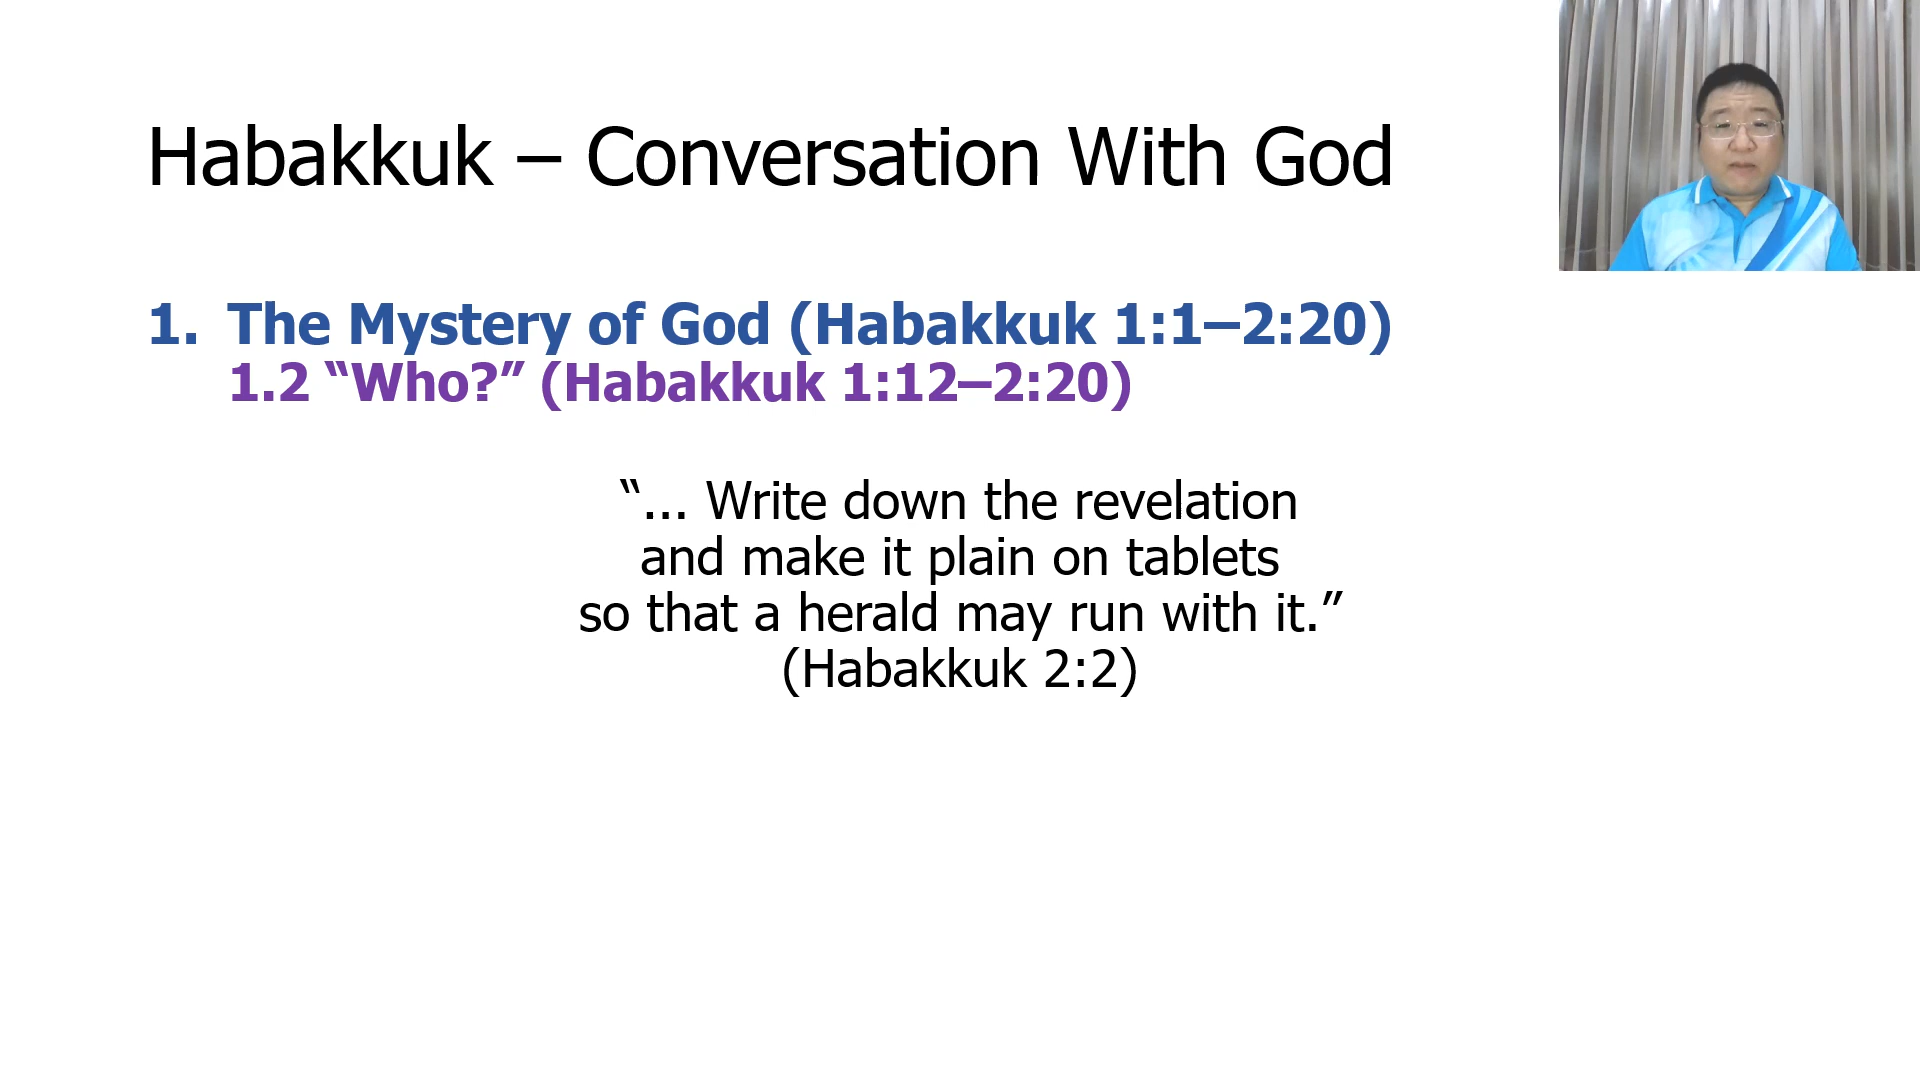 Habakkuk – Conversation With God
1. The Mystery of God (Habakkuk 1:1–2:20)
1.2 “Who?” (Habakkuk 1:12–2:20)
“... Write down the revelation
and make it plain on tablets
so that a herald may run with it.”
(Habakkuk 2:2)